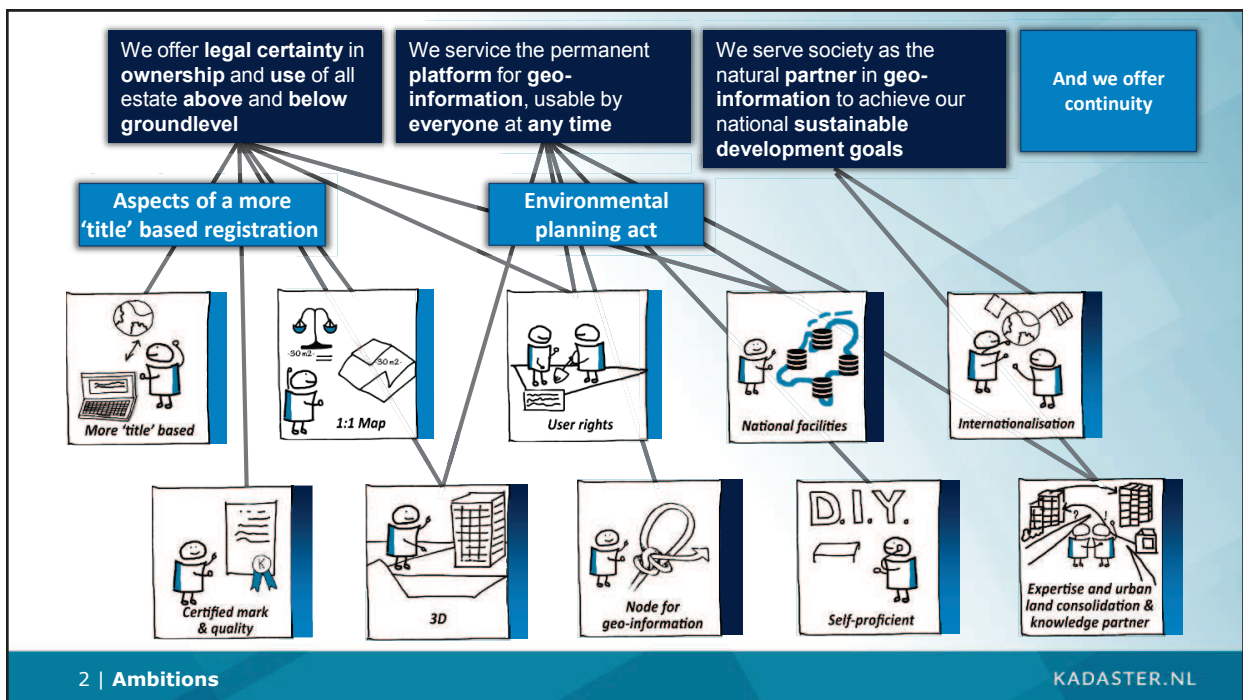 We offer legal certainty in
ownership and use of all
estate above and below
groundlevel
We service the permanent
platform for geo-
information, usable by
everyone at any time
We serve society as the
natural partner in geo-
information to achieve our
national sustainable
development goals
And we offer
continuity
Aspects of a more
‘title’ based registration
Environmental
planning act
More ‘title’ based
-30 m2-
30 m2-
1:1 Map
User rights
National facilities
Internationalisation
K
Certified mark
& quality
3D
Node for
geo-information
D.I.Y.
Self-proficient
?
Expertise and urban
land consolidation &
knowledge partner
2 | Ambitions
KADASTER.NL